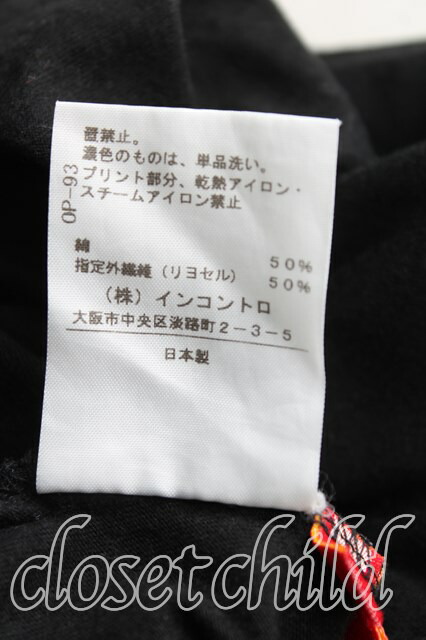 置禁止。
濃色のものは、単品洗い。
プリント部分、乾熱アイロン・
スチームアイロン禁止
OP-93
綿 50%
指定外繊維（リヨセル） 50%
（株）インコントロ
大阪市中央区淡路町2-3-5
日本製
closet child